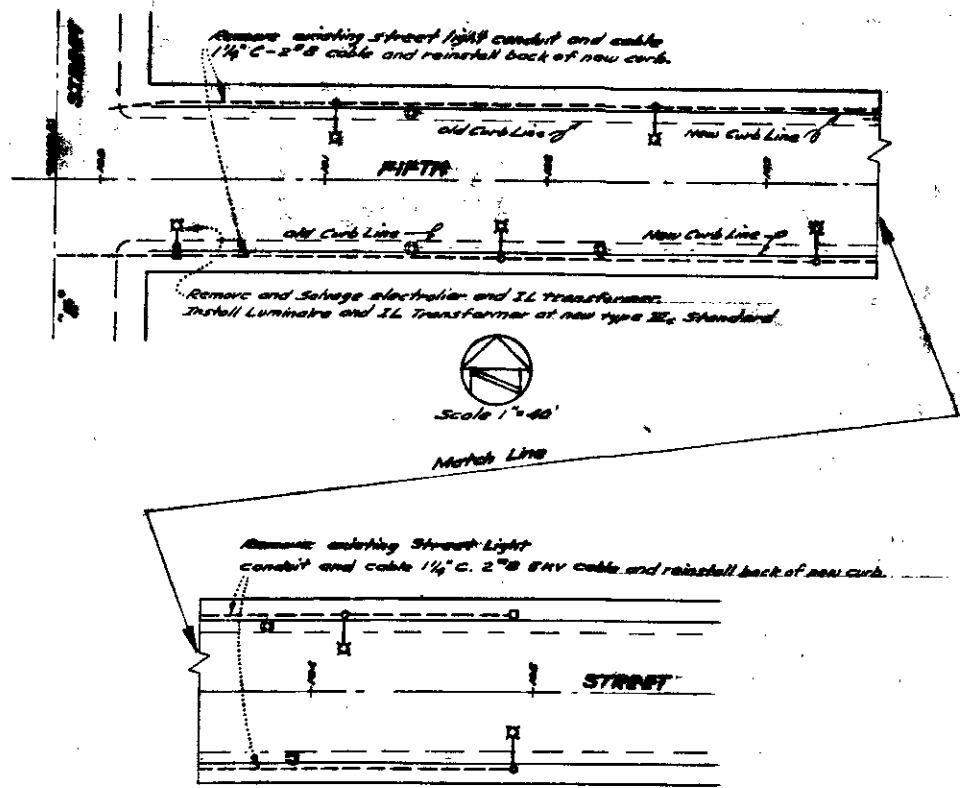 Remove existing street light conduit and cable
1¼" C-2#8 cable and reinstall back of new curb.
STREET
old Curb Line
New Curb Line
FIFTH
old Curb Line
New Curb Line
"B"
Remove and Salvage electrolier and IL transformer.
Install Luminaire and IL Transformer at new type Standard
Scale 1"=40'
Match Line
Remove existing Street Light
conduit and cable 1¼" C. 2#8 5KV cable and reinstall back of new curb.
STREET